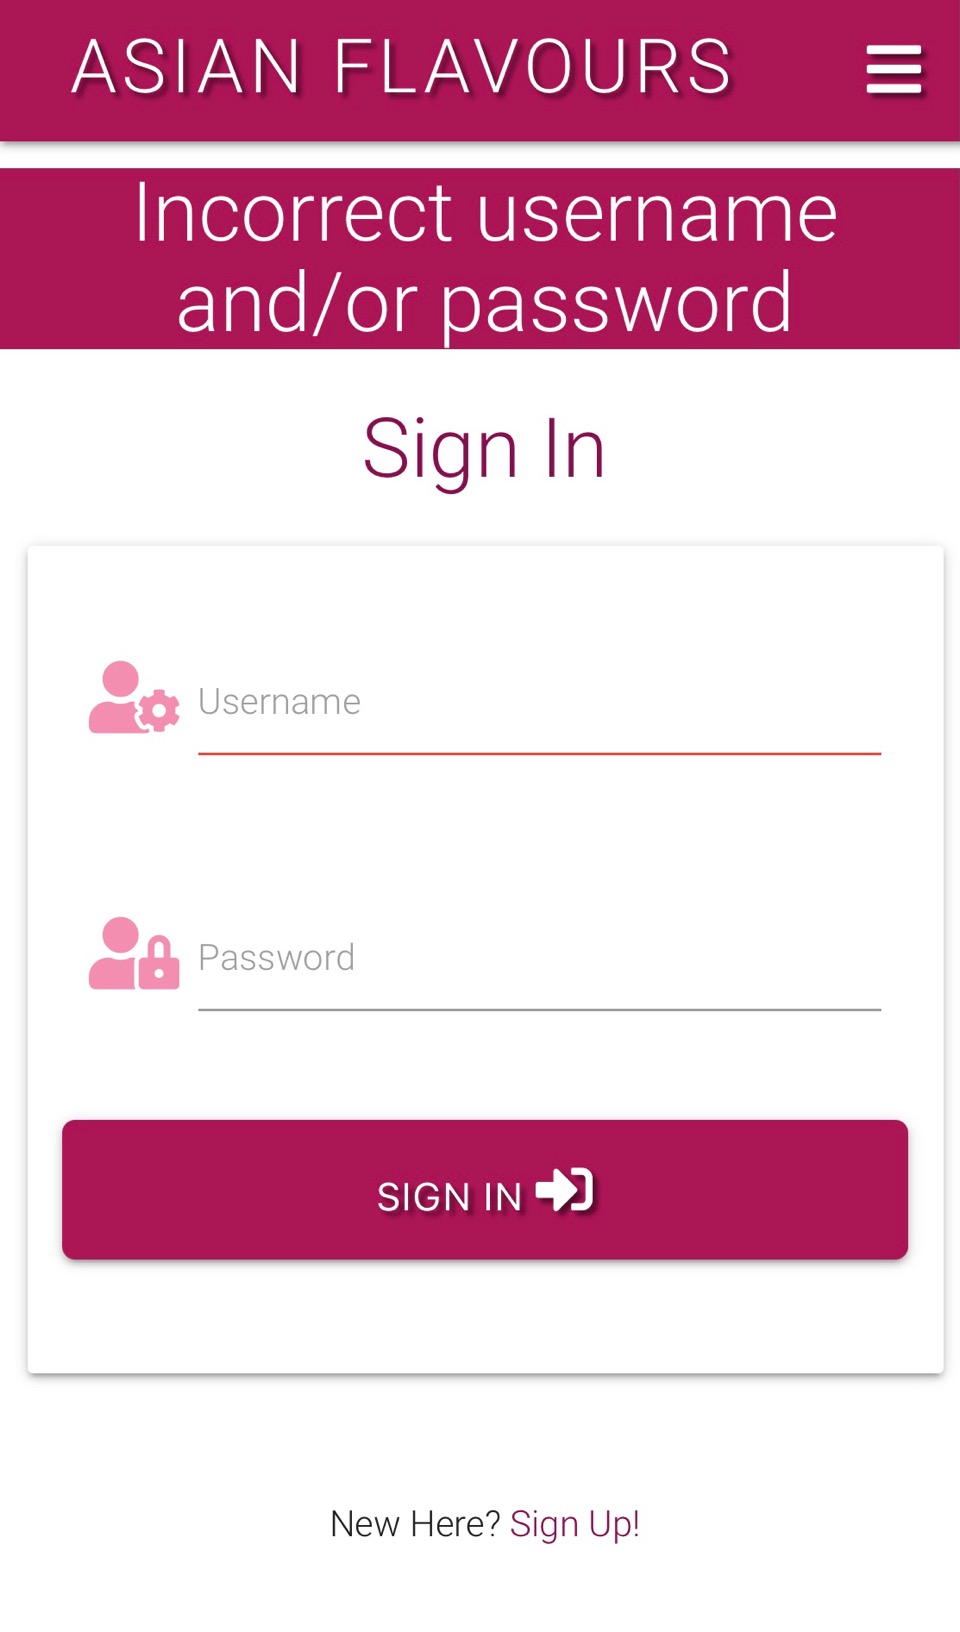 ASIAN FLAVOURS
Incorrect username
and/or password
Sign In
Username
Password
SIGN IN
New Here? Sign Up!